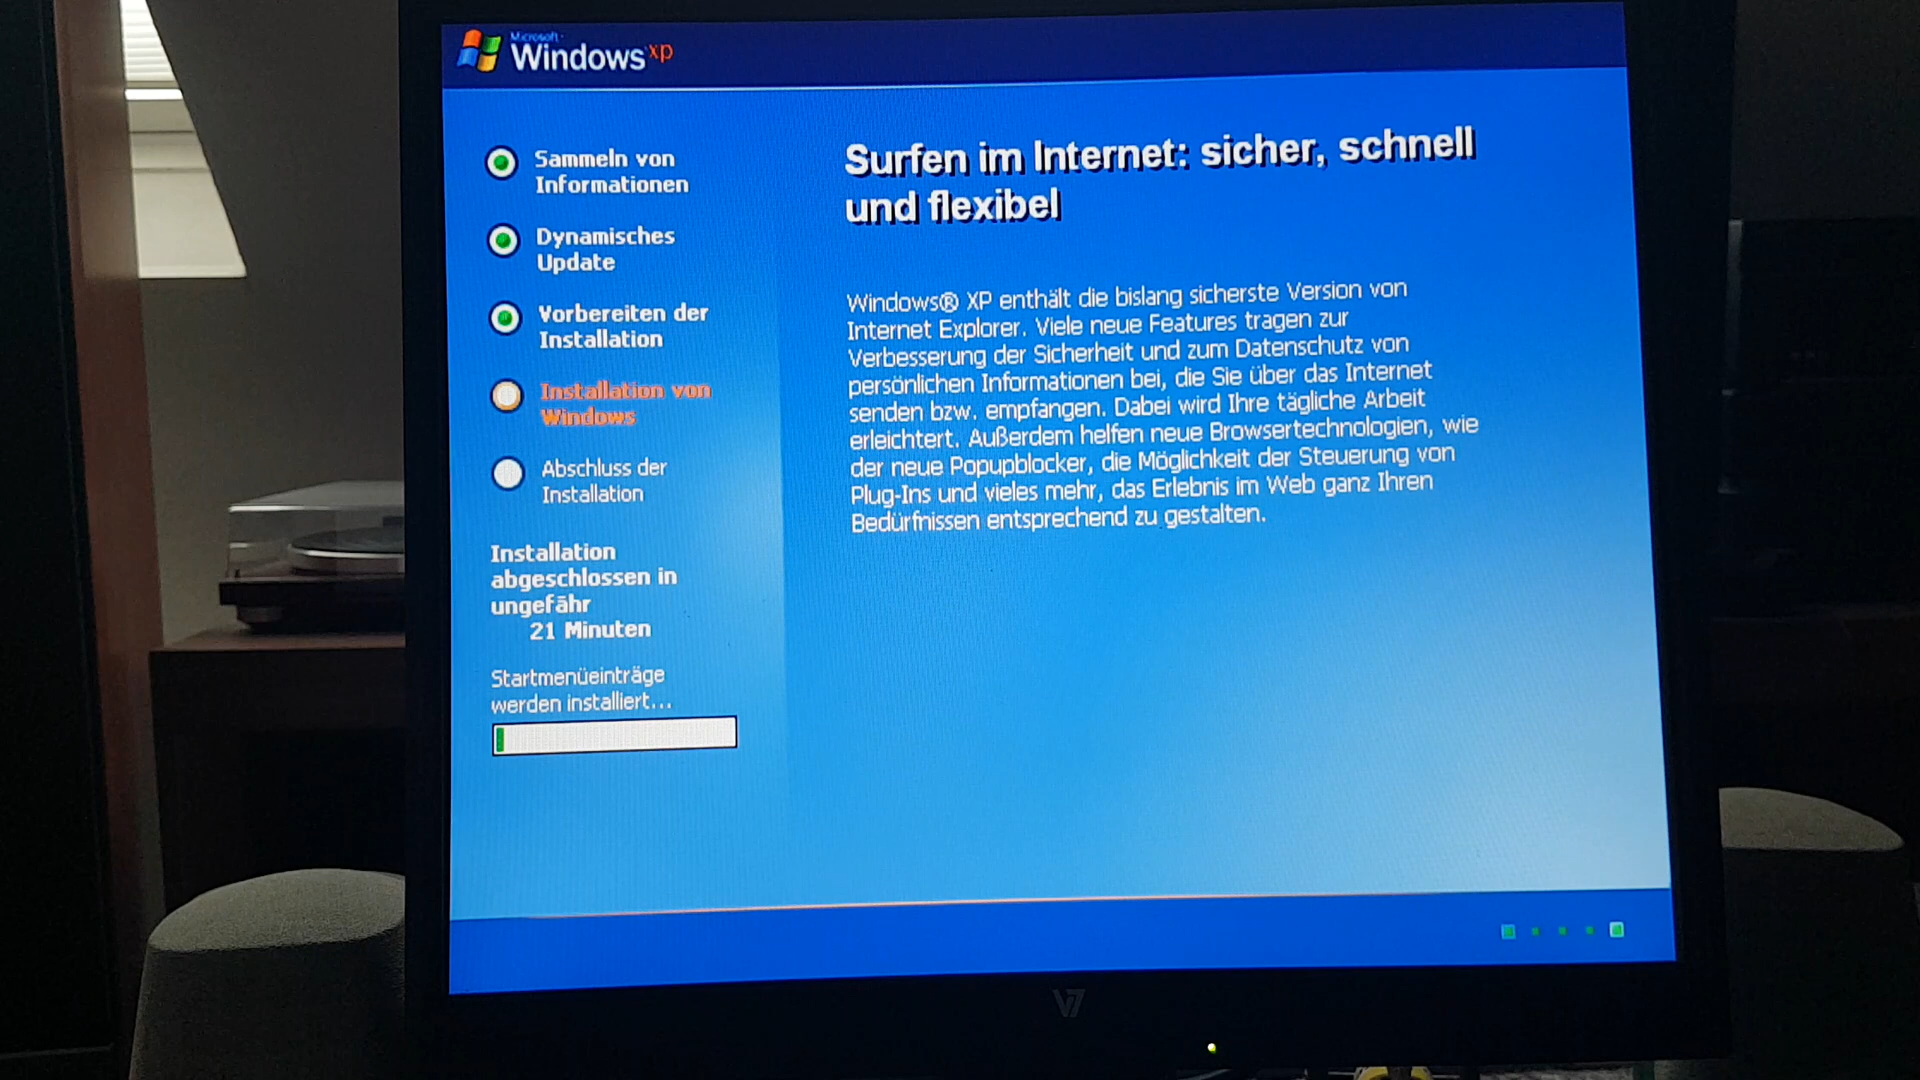 Microsoft
Windows xp
Sammeln von
Informationen
Dynamisches
Update
Vorbereiten der
Installation
Installation von
Windows
Abschluss der
Installation
Installation
abgeschlossen in
ungefähr
21 Minuten
Startmenüeinträge
werden installiert...
Surfen im Internet: sicher, schnell
und flexibel
Windows® XP enthält die bislang sicherste Version von
Internet Explorer. Viele neue Features tragen zur
Verbesserung der Sicherheit und zum Datenschutz von
persönlichen Informationen bei, die Sie über das Internet
senden bzw. empfangen. Dabei wird Ihre tägliche Arbeit
erleichtert. Außerdem helfen neue Browsertechnologien, wie
der neue Popupblocker, die Möglichkeit der Steuerung von
Plug-Ins und vieles mehr, das Erlebnis im Web ganz Ihren
Bedürfnissen entsprechend zu gestalten.
V7